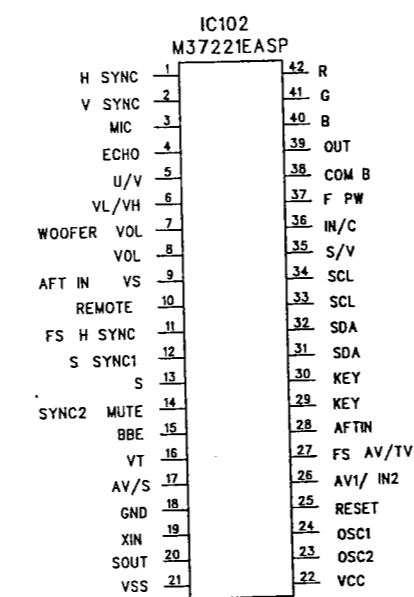 IC102
M37221EASP
H SYNC 1 42 R
V SYNC 2 41 G
MIC 3 40 B
ECHO 4 39 OUT
U/V 5 38 COM B
VL/VH 6 37 F PW
WOOFER VOL 7 36 IN/C
VOL 8 35 S/V
AFT IN VS 9 34 SCL
REMOTE 10 33 SCL
FS H SYNC 11 32 SDA
S SYNC1 12 31 SDA
S 13 30 KEY
SYNC2 MUTE 14 29 KEY
BBE 15 28 AFTIN
VT 16 27 FS AV/TV
AV/S 17 26 AV1/ IN2
GND 18 25 RESET
XIN 19 24 OSC1
SOUT 20 23 OSC2
VSS 21 22 VCC